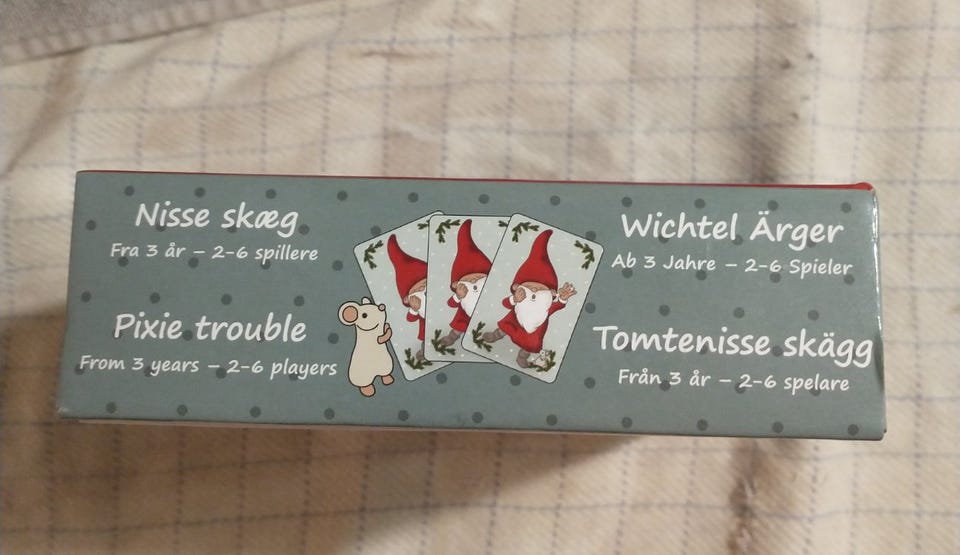 Nisse skæg
Fra 3 år – 2-6 spillere
Pixie trouble
From 3 years – 2-6 players
Wichtel Ärger
Ab 3 Jahre – 2-6 Spieler
Tomtenisse skägg
Från 3 år – 2-6 spelare